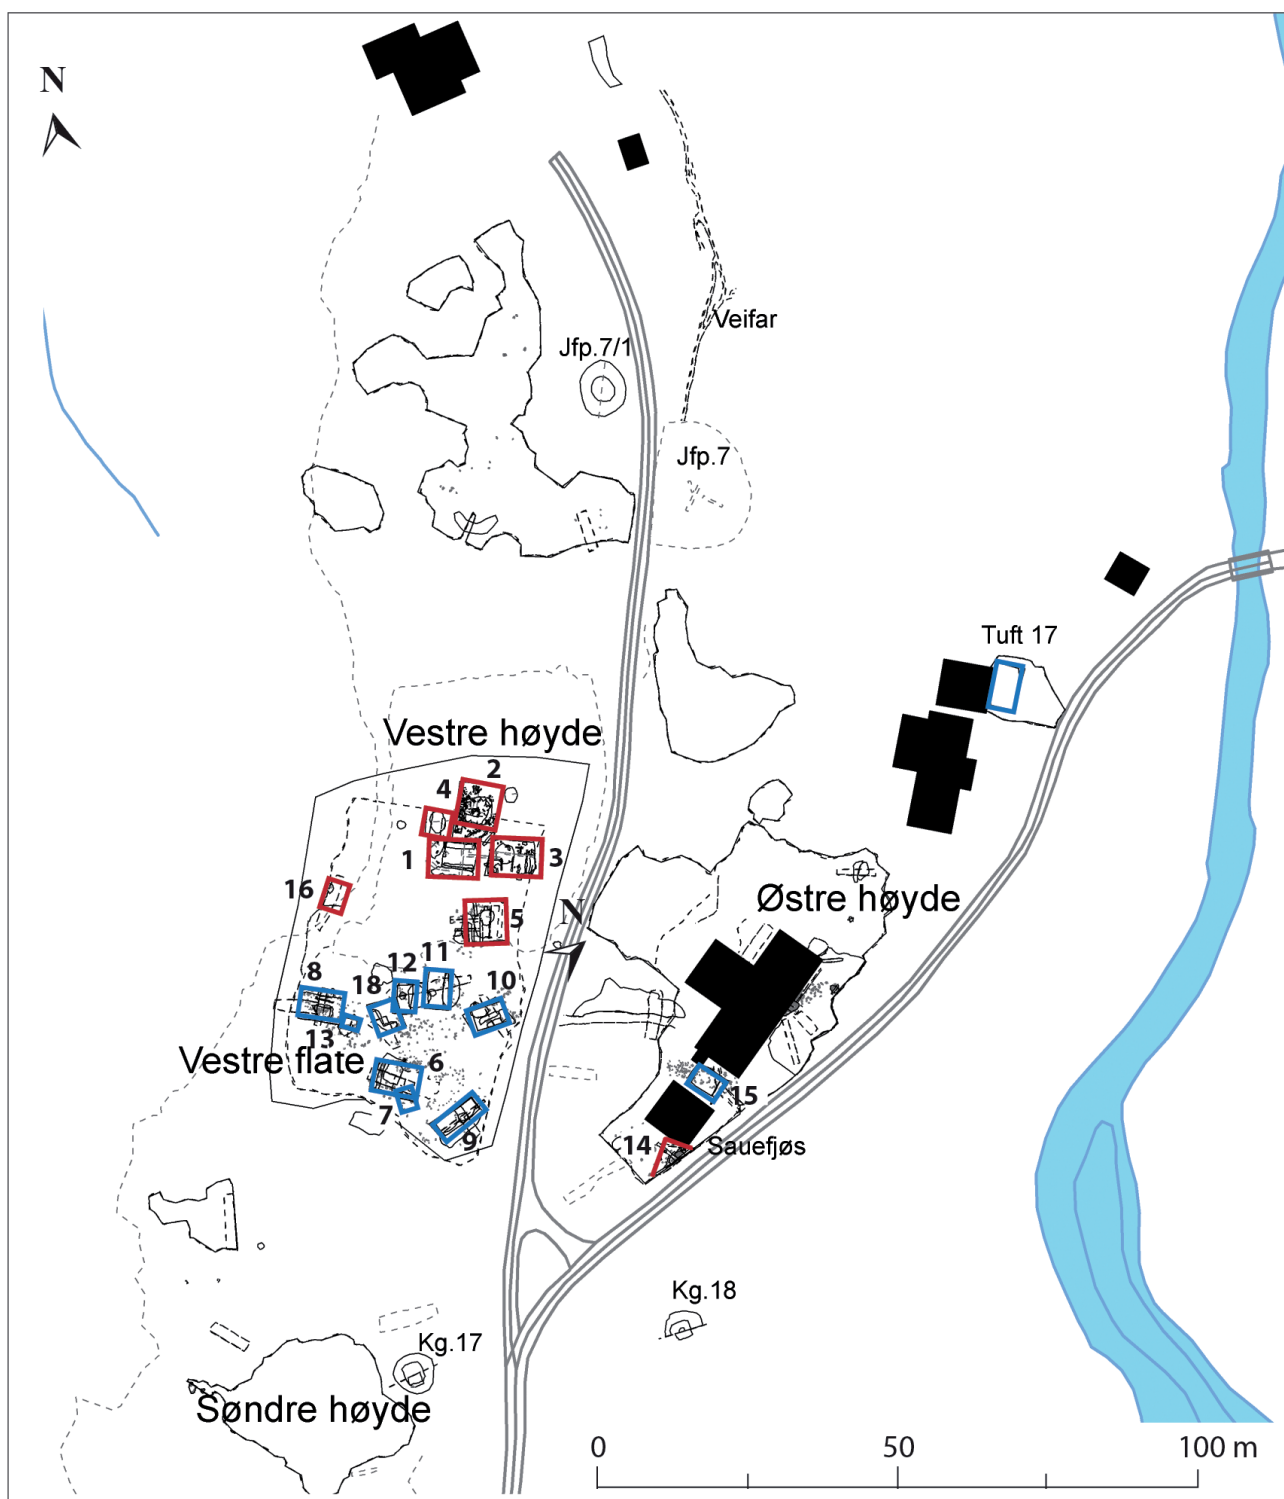 N
Veifar
Jfp.7/1
Jfp.7
Tuft 17
Vestre høyde
2
4
1
3
16
Østre høyde
5
N
11
12
10
8
18
13
Vestre flate
6
7
15
9
14
Sauefjøs
Kg.18
Kg.17
Søndre høyde
0 50 100 m